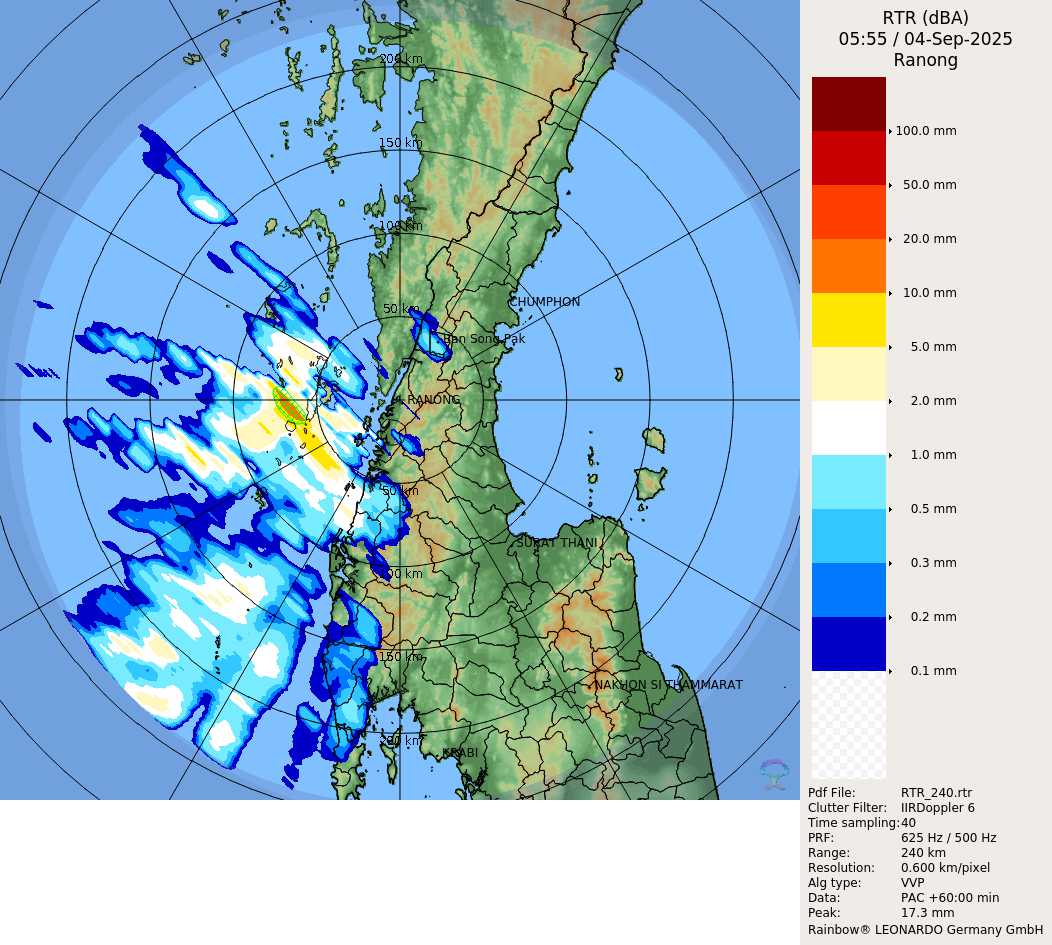 RTR (dBA)
05:55 / 04-Sep-2025
Ranong
200 km
150 km
100 km
50 km
CHUMPHON
Ban Song Pak
RANONG
50 km
SURAT THANI
100 km
150 km
NAKHON SI THAMMARAT
200 km
KRABI
100.0 mm
50.0 mm
20.0 mm
10.0 mm
5.0 mm
2.0 mm
1.0 mm
0.5 mm
0.3 mm
0.2 mm
0.1 mm
Pdf File: RTR_240.rtr
Clutter Filter: IIRDoppler 6
Time sampling:40
PRF: 625 Hz / 500 Hz
Range: 240 km
Resolution: 0.600 km/pixel
Alg type: VVP
Data: PAC +60:00 min
Peak: 17.3 mm
Rainbow® LEONARDO Germany GmbH